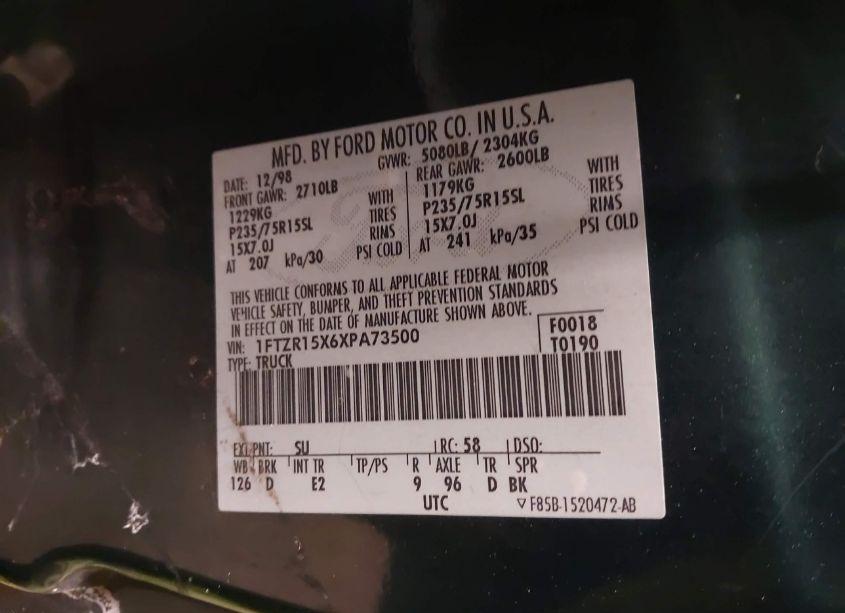 MFD. BY FORD MOTOR CO. IN U.S.A.
DATE: 12/98 GVWR: 5080LB/ 2304KG
FRONT GAWR: 2710LB REAR GAWR: 2600LB
1229KG WITH 1179KG WITH
P235/75R15SL TIRES P235/75R15SL TIRES
15X7.0J RIMS 15X7.0J RIMS
AT 207 kPa/30 PSI COLD AT 241 kPa/35 PSI COLD
THIS VEHICLE CONFORMS TO ALL APPLICABLE FEDERAL MOTOR
VEHICLE SAFETY, BUMPER, AND THEFT PREVENTION STANDARDS
IN EFFECT ON THE DATE OF MANUFACTURE SHOWN ABOVE.
VIN: 1FTZR15X6XPA73500 F0018
TYPE: TRUCK T0190
EXT PNT: SU RC: 58 DSO:
WB BRK INT TR TP/PS R AXLE TR SPR
126 D E2 9 96 D BK
UTC ▽ F85B-1520472-AB